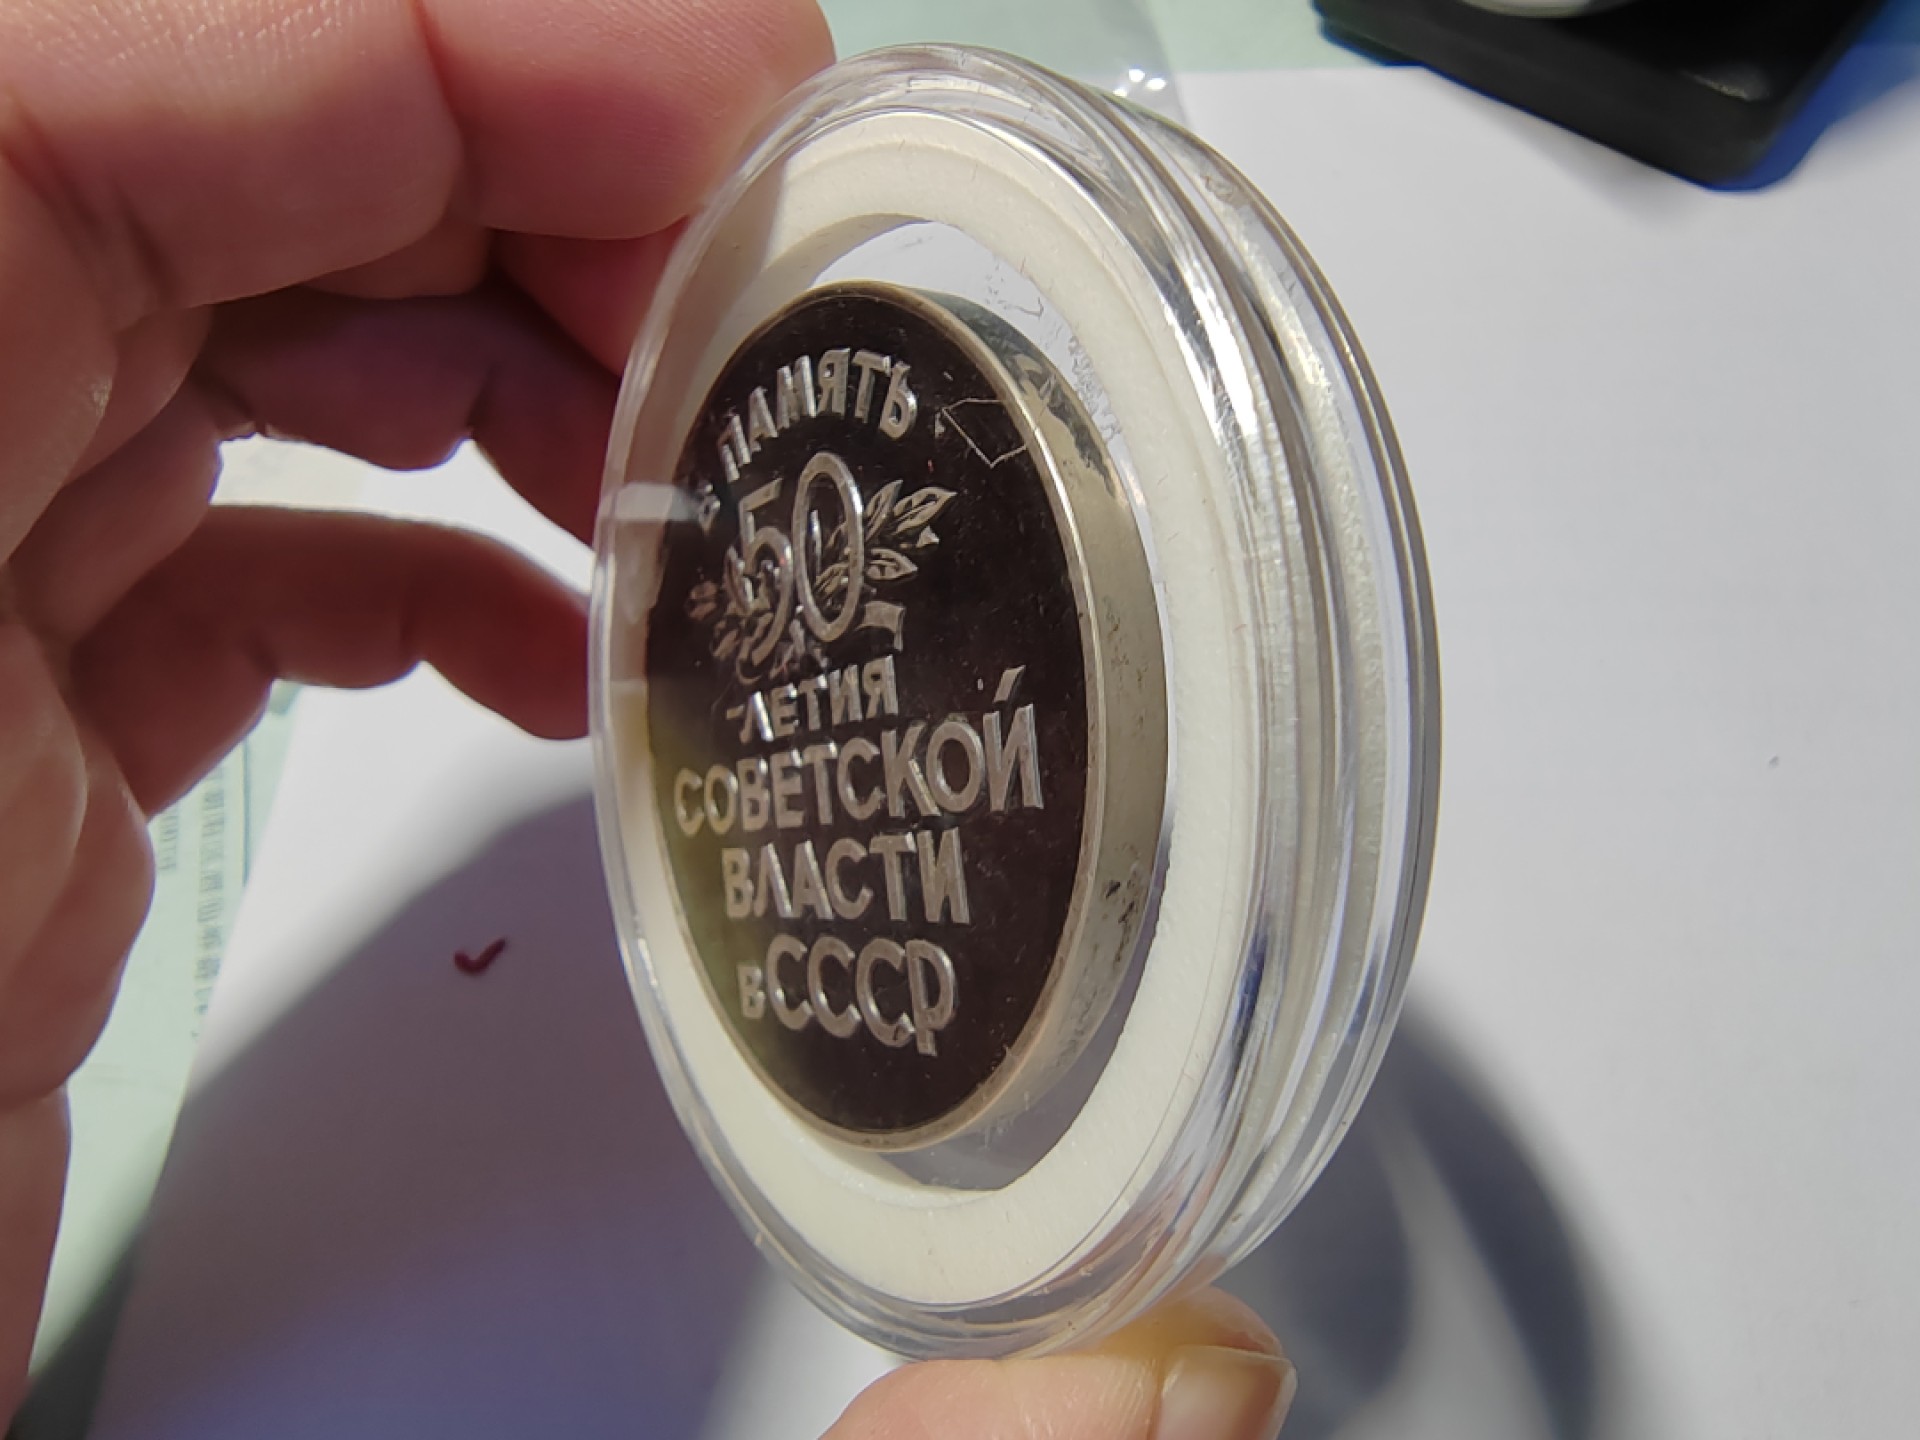 в ПАМЯТЬ
50
-ЛЕТИЯ
СОВЕТСКОЙ
ВЛАСТИ
в СССР